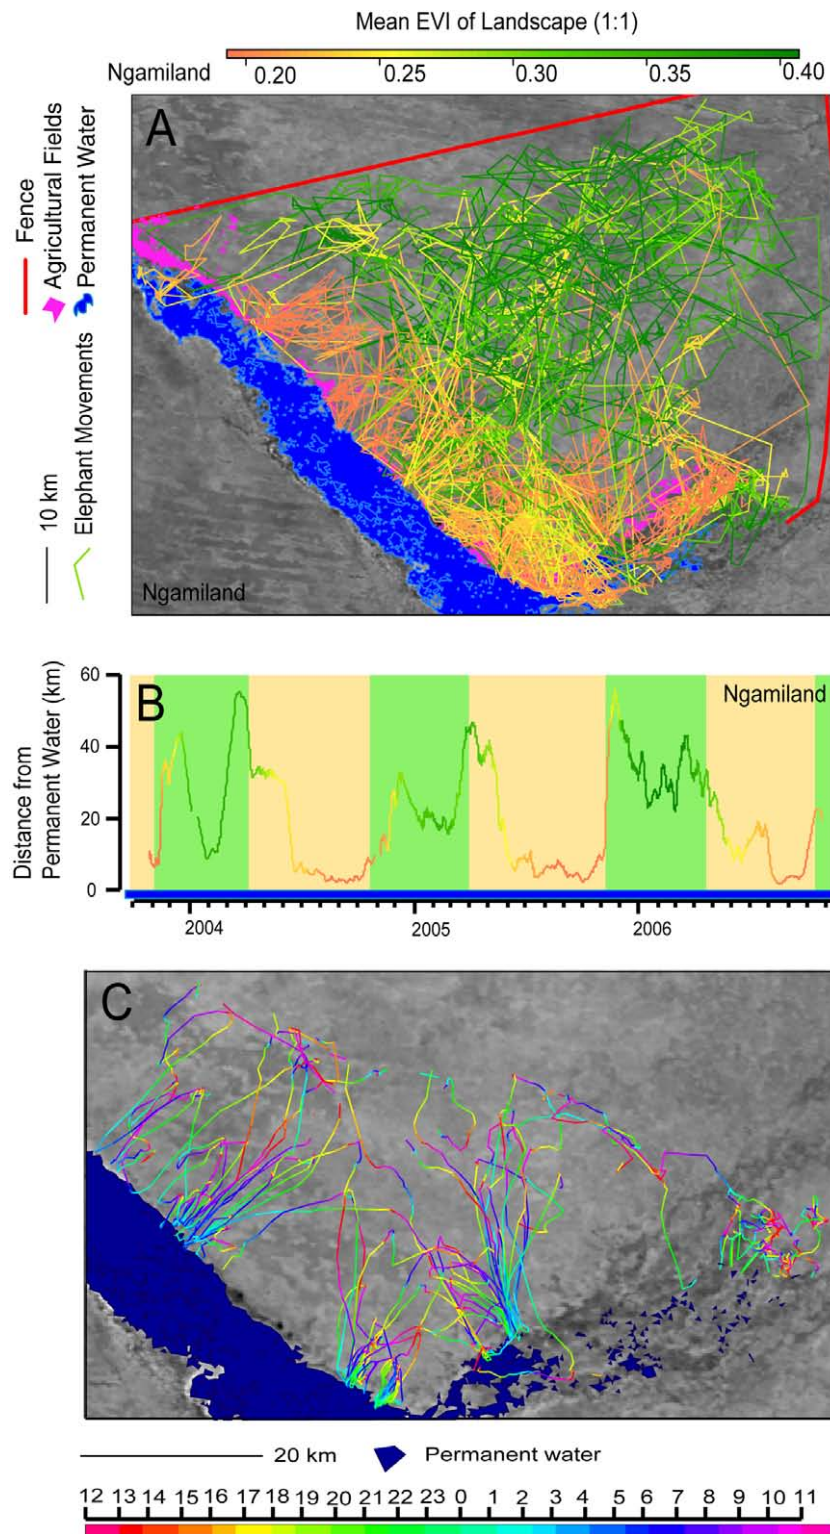 Mean EVI of Landscape (1:1)
Ngamiland
0.20 0.25 0.30 0.35 0.40
A
Fence
Agricultural Fields
Permanent Water
10 km
Elephant Movements
Ngamiland
Distance from
Permanent Water (km)
60
40
20
0
B
Ngamiland
2004 2005 2006
C
20 km Permanent water
12 13 14 15 16 17 18 19 20 21 22 23 0 1 2 3 4 5 6 7 8 9 10 11